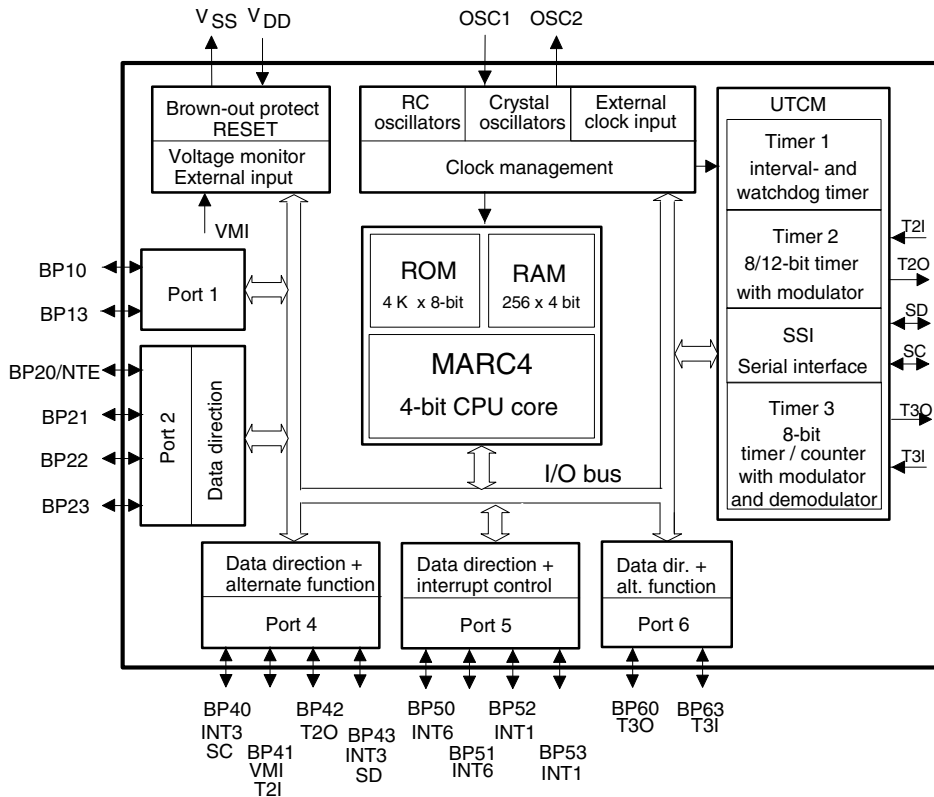 VSS
VDD
OSC1
OSC2
Brown-out protect
RESET
Voltage monitor
External input
VMI
RC
oscillators
Crystal
oscillators
External
clock input
Clock management
UTCM
Timer 1
interval- and
watchdog timer
Timer 2
8/12-bit timer
with modulator
SSI
Serial interface
Timer 3
8-bit
timer / counter
with modulator
and demodulator
T2I
T2O
SD
SC
T3O
T3I
ROM
4 K x 8-bit
RAM
256 x 4 bit
MARC4
4-bit CPU core
I/O bus
BP10
BP13
Port 1
BP20/NTE
BP21
BP22
BP23
Port 2
Data direction
Data direction +
alternate function
Port 4
Data direction +
interrupt control
Port 5
Data dir. +
alt. function
Port 6
BP40
INT3
SC
BP41
VMI
T2I
BP42
T2O
BP43
INT3
SD
BP50
INT6
BP51
INT6
BP52
INT1
BP53
INT1
BP60
T3O
BP63
T3I